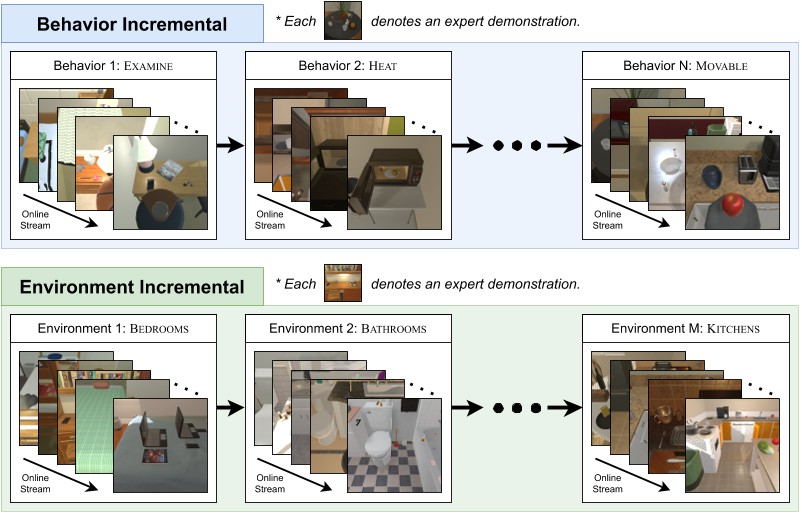 Behavior Incremental
* Each denotes an expert demonstration.
Behavior 1: EXAMINE
Behavior 2: HEAT
Behavior N: MOVABLE
Online
Stream
Online
Stream
Online
Stream
Environment Incremental
* Each denotes an expert demonstration.
Environment 1: BEDROOMS
Environment 2: BATHROOMS
Environment M: KITCHENS
7
Online
Stream
Online
Stream
Online
Stream